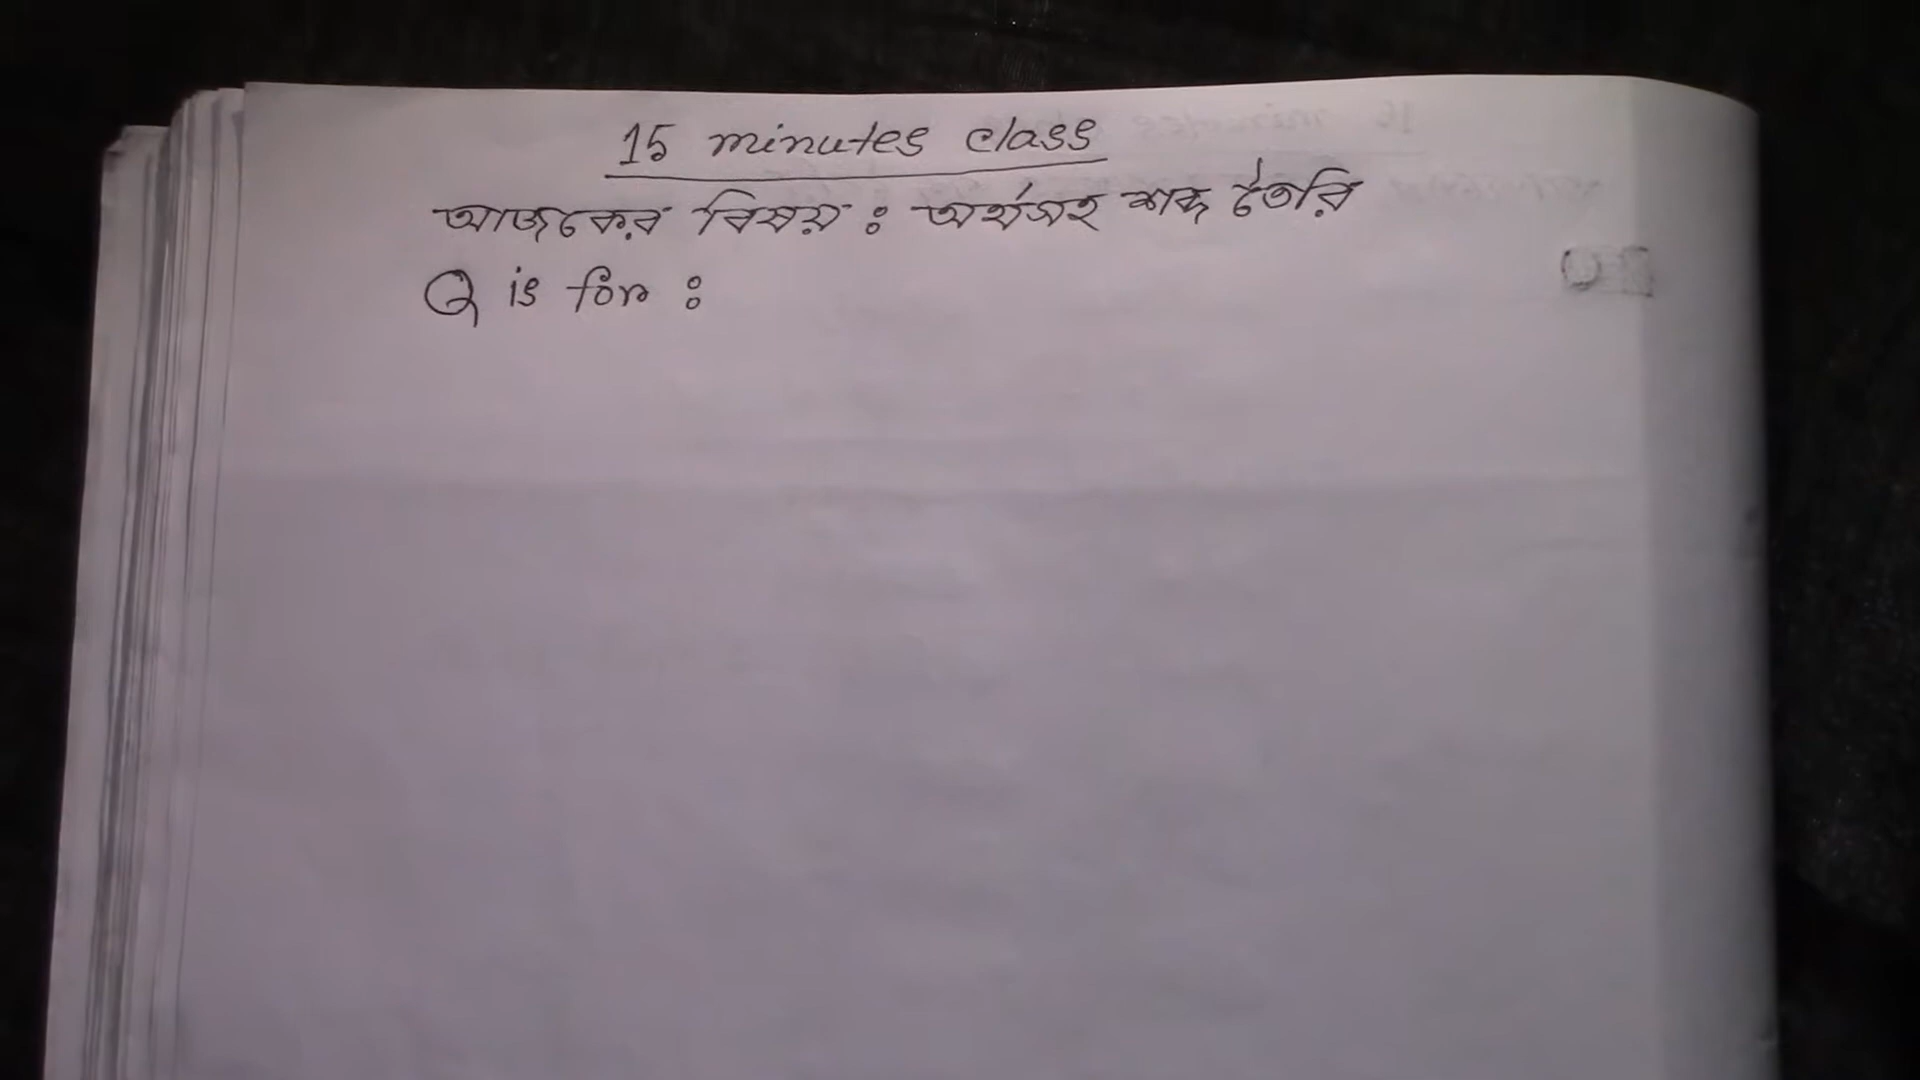 15 minutes class
আজকের বিষয় : অর্থসহ শব্দ তৈরি
Q is for :